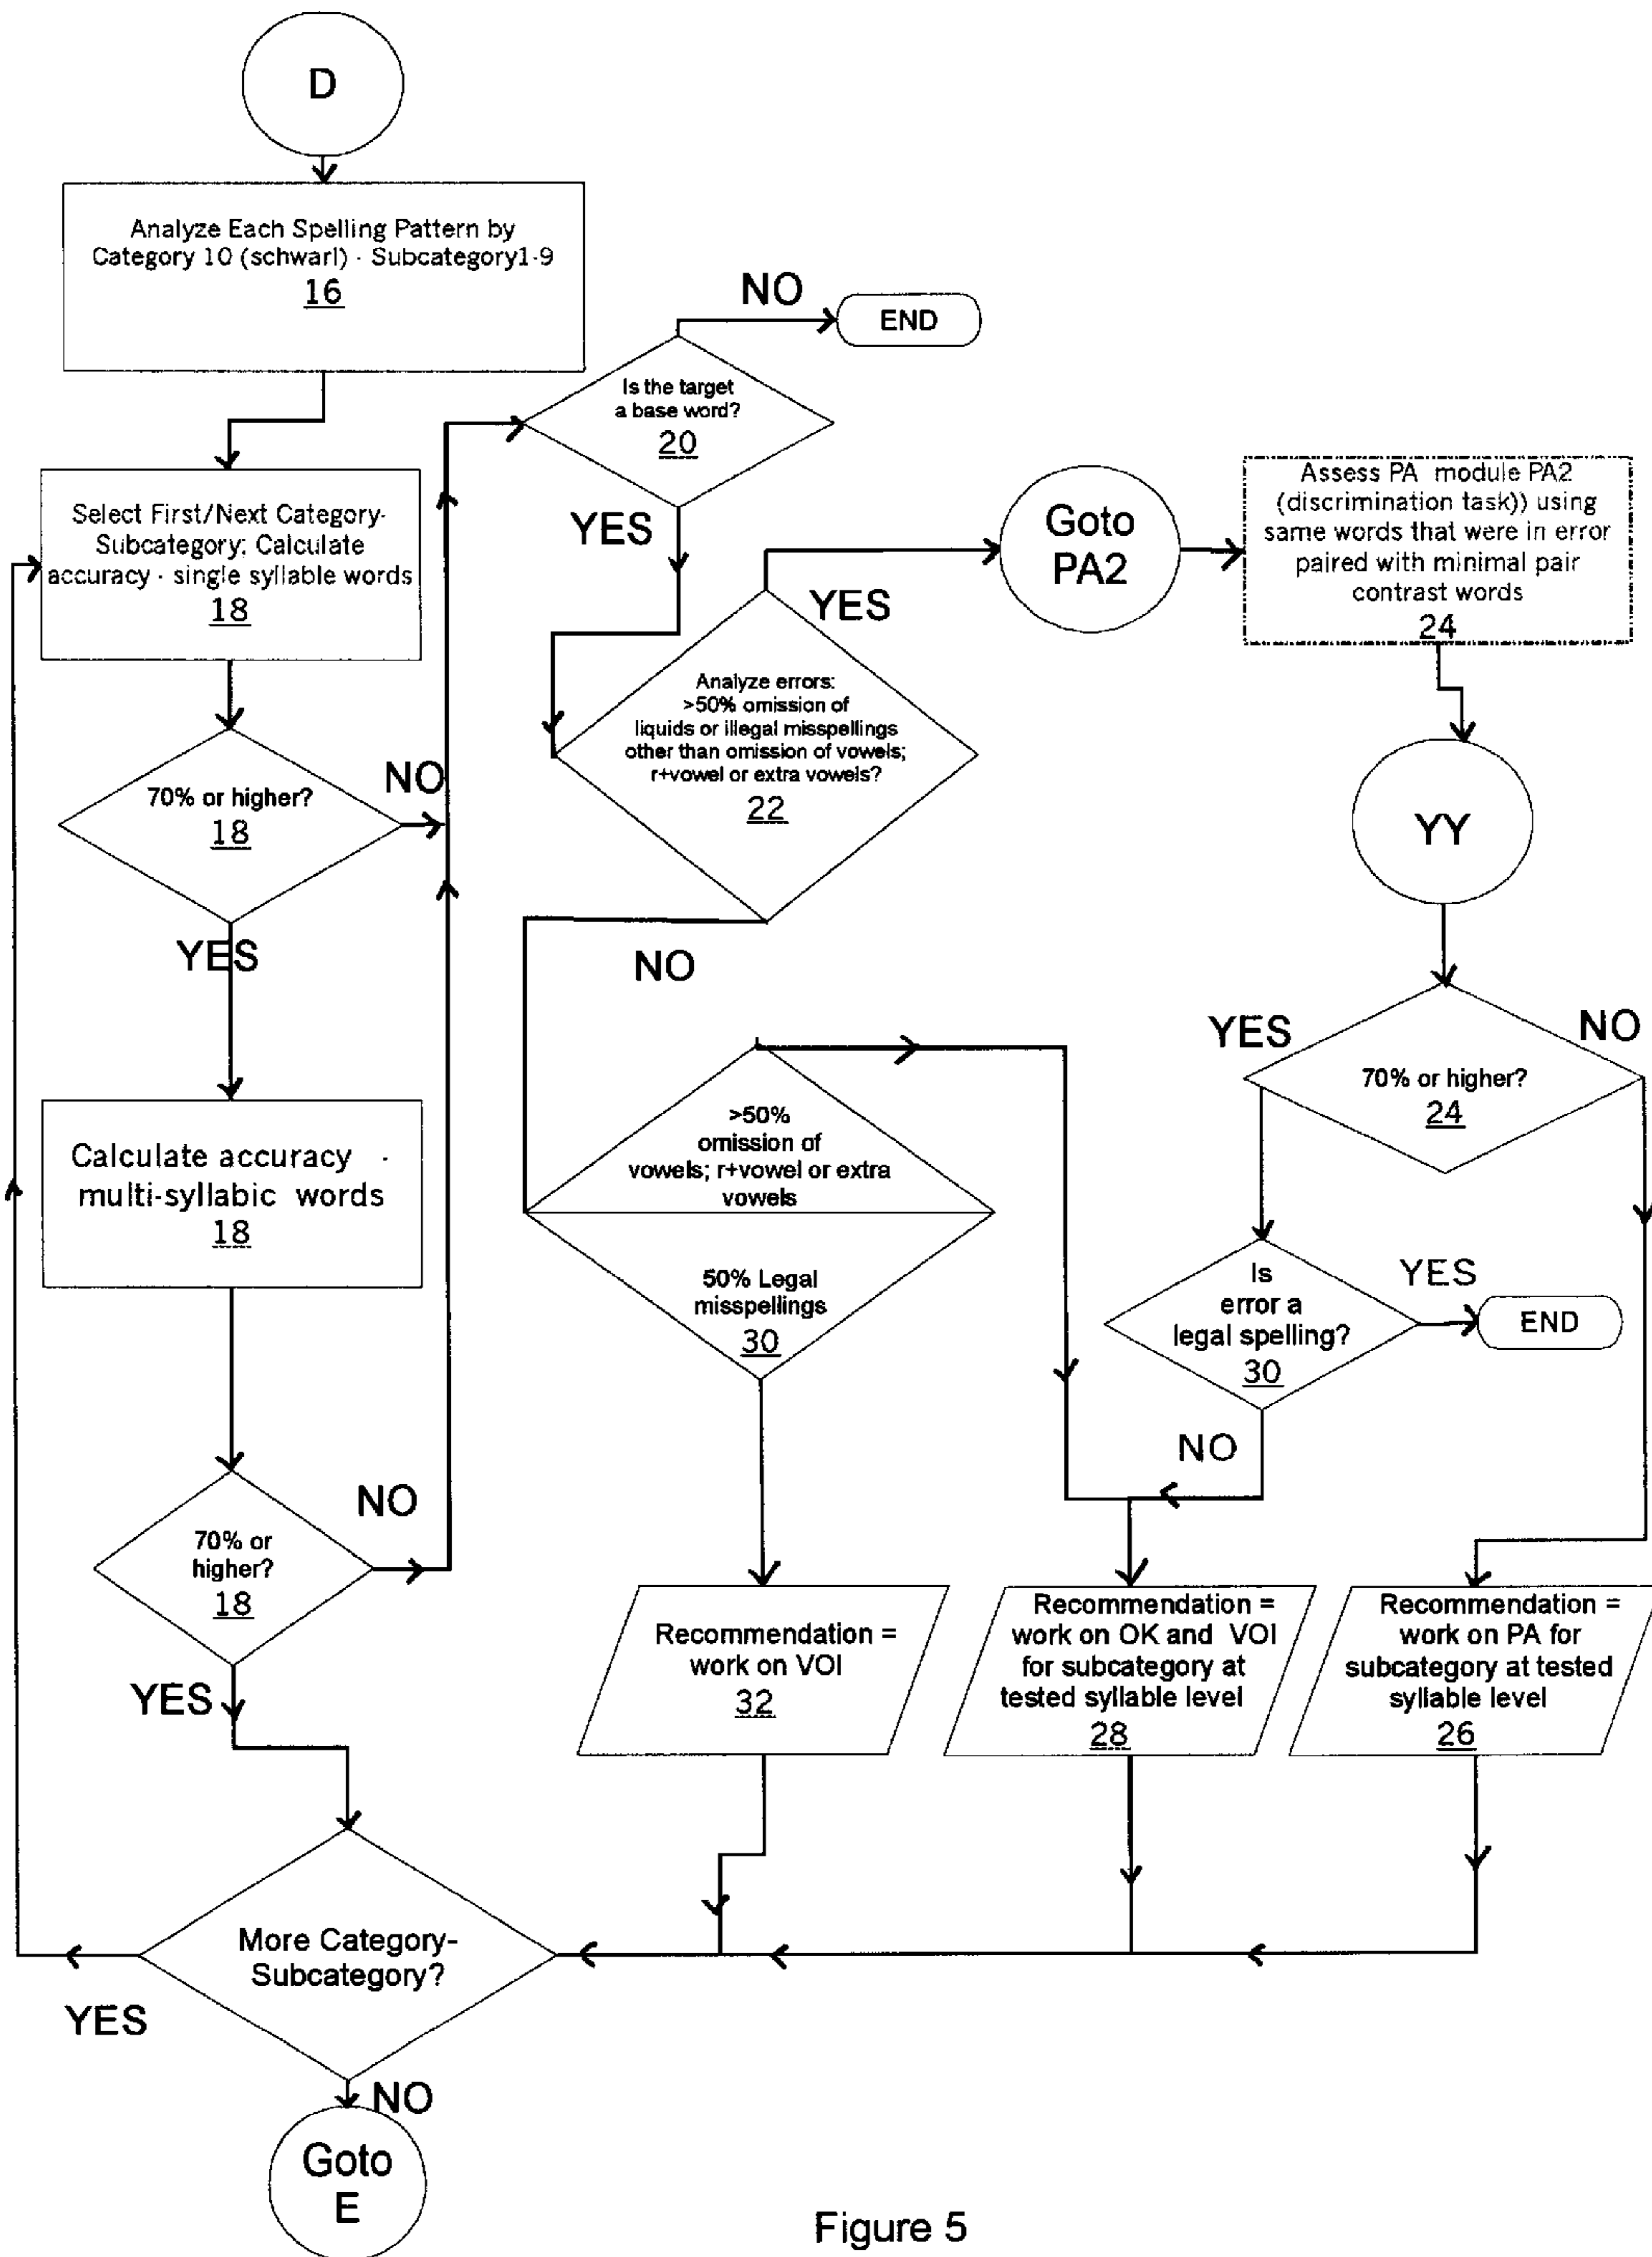 D
Analyze Each Spelling Pattern by
Category 10 (schwarl) · Subcategory1-9
16
NO
END
Is the target
a base word?
20
YES
Select First/Next Category-
Subcategory; Calculate
accuracy · single syllable words
18
Goto
PA2
Assess PA module PA2
(discrimination task)) using
same words that were in error
paired with minimal pair
contrast words
24
YES
Analyze errors:
>50% omission of
liquids or illegal misspellings
other than omission of vowels;
r+vowel or extra vowels?
22
NO
70% or higher?
18
NO
YES
YY
YES
NO
70% or higher?
24
Calculate accuracy ·
multi-syllabic words
18
>50%
omission of
vowels; r+vowel or extra
vowels
50% Legal
misspellings
30
Is
error a
legal spelling?
30
YES
END
NO
70% or
higher?
18
NO
YES
Recommendation =
work on VOI
32
Recommendation =
work on OK and VOI
for subcategory at
tested syllable level
28
Recommendation =
work on PA for
subcategory at tested
syllable level
26
More Category-
Subcategory?
YES
NO
Goto
E
Figure 5